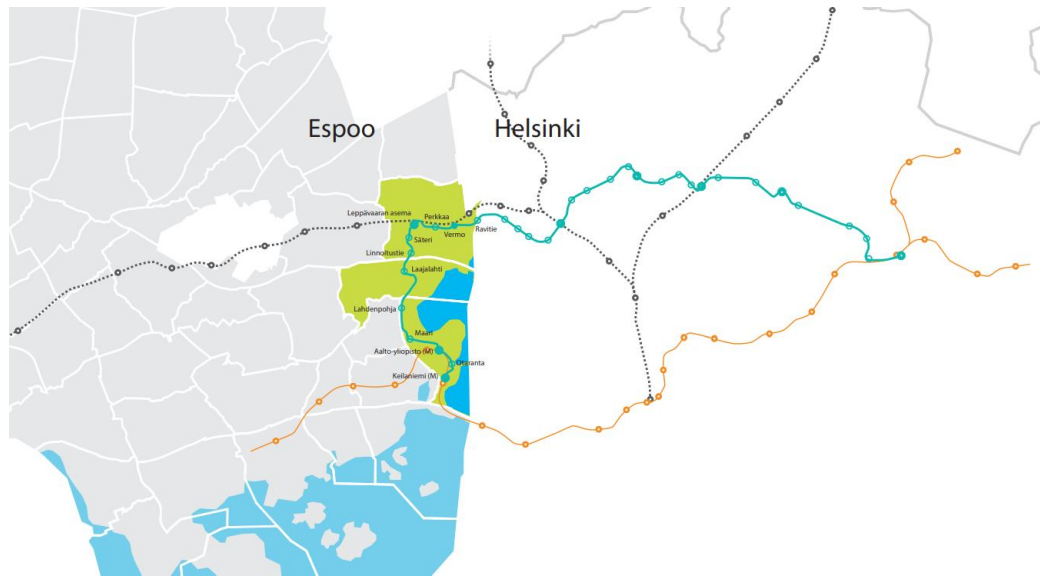 Espoo
Helsinki
Leppävaaran asema
Perkkaa
Vermo
Ravitie
Säteri
Linnoitustie
Laajalahti
Lahdenpohja
Maari
Aalto-yliopisto (M)
Otaranta
Keilaniemi (M)